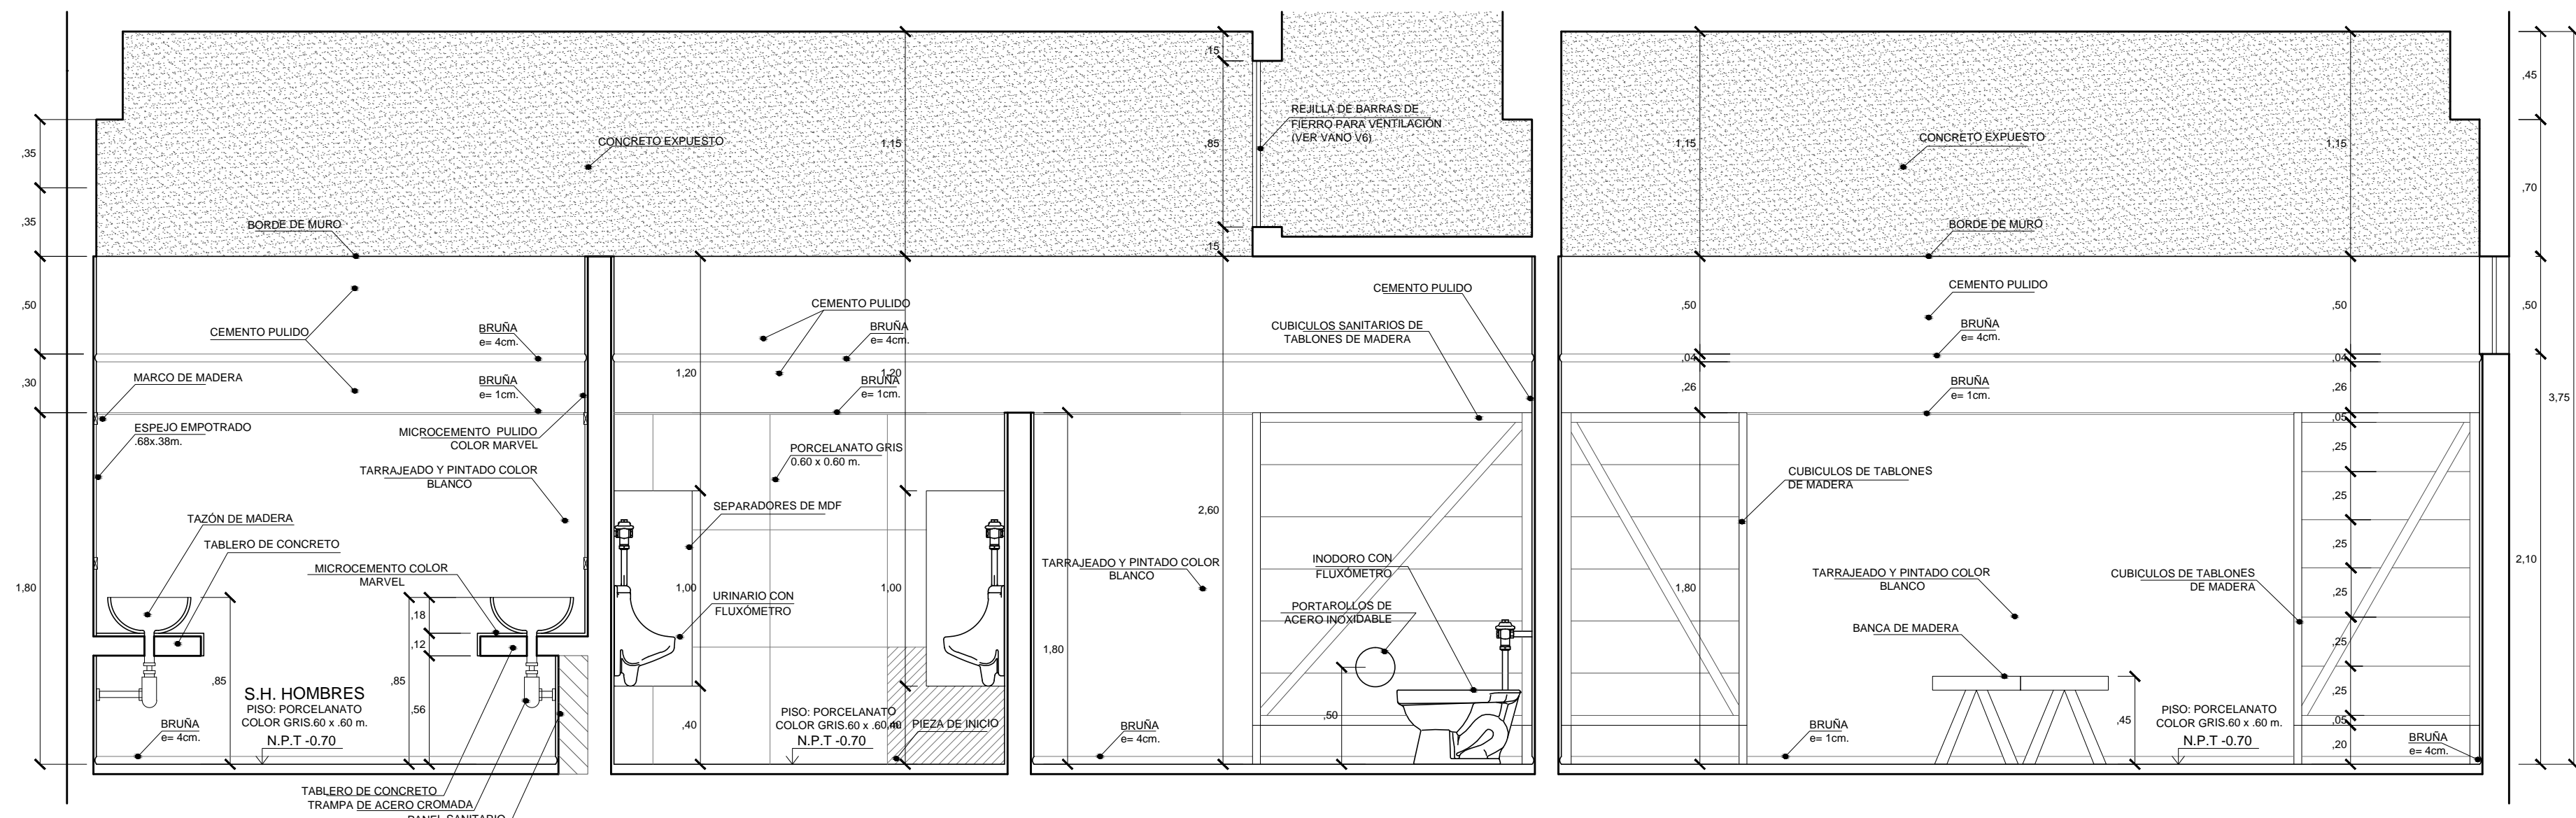 ,35
,35
,50
,30
1,80
CONCRETO EXPUESTO
BORDE DE MURO
CEMENTO PULIDO
BRUÑA
e= 4cm.
BRUÑA
e= 1cm.
MARCO DE MADERA
ESPEJO EMPOTRADO
.68x.38m.
MICROCEMENTO PULIDO
COLOR MARVEL
TARRAJEADO Y PINTADO COLOR
BLANCO
TAZÓN DE MADERA
TABLERO DE CONCRETO
MICROCEMENTO COLOR
MARVEL
,85
S.H. HOMBRES
PISO: PORCELANATO
COLOR GRIS.60 x .60 m.
N.P.T -0.70
BRUÑA
e= 4cm.
,85
,18
,12
,56
TABLERO DE CONCRETO
TRAMPA DE ACERO CROMADA
PANEL SANITARIO
1,15
,15
,85
,15
REJILLA DE BARRAS DE
FIERRO PARA VENTILACIÓN
(VER VANO V6)
CEMENTO PULIDO
BRUÑA
e= 4cm.
1,20
1,20
BRUÑA
e= 1cm.
CEMENTO PULIDO
CUBICULOS SANITARIOS DE
TABLONES DE MADERA
PORCELANATO GRIS
0.60 x 0.60 m.
SEPARADORES DE MDF
1,00
1,00
URINARIO CON
FLUXÓMETRO
,40
PISO: PORCELANATO
COLOR GRIS.60 x .60
,40
N.P.T -0.70
PIEZA DE INICIO
2,60
1,80
TARRAJEADO Y PINTADO COLOR
BLANCO
INODORO CON
FLUXÓMETRO
PORTAROLLOS DE
ACERO INOXIDABLE
,50
BRUÑA
e= 4cm.
1,15
CONCRETO EXPUESTO
1,15
BORDE DE MURO
,50
CEMENTO PULIDO
,50
BRUÑA
e= 4cm.
,04
,04
,26
BRUÑA
e= 1cm.
,26
,05
,25
CUBICULOS DE TABLONES
DE MADERA
,25
,25
,25
,25
,25
,05
,20
1,80
TARRAJEADO Y PINTADO COLOR
BLANCO
CUBICULOS DE TABLONES
DE MADERA
BANCA DE MADERA
,45
BRUÑA
e= 1cm.
PISO: PORCELANATO
COLOR GRIS.60 x .60 m.
N.P.T -0.70
BRUÑA
e= 4cm.
,45
,70
,50
2,10
3,75